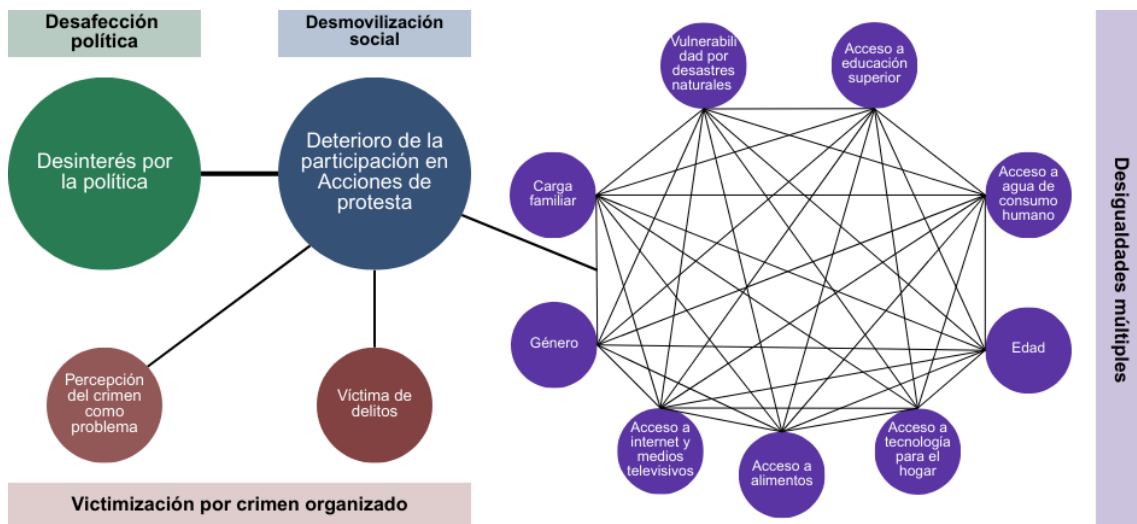 Desafección
política
Desmovilización
social
Desinterés por
la política
Deterioro de la
participación en
Acciones de
protesta
Percepción
del crimen
como
problema
Víctima de
delitos
Victimización por crimen organizado
Vulnerabili
dad por
desastres
naturales
Acceso a
educación
superior
Carga
familiar
Acceso a
agua de
consumo
humano
Género
Edad
Acceso a
internet y
medios
televisivos
Acceso a
alimentos
Acceso a
tecnología
para el
hogar
Desigualdades múltiples